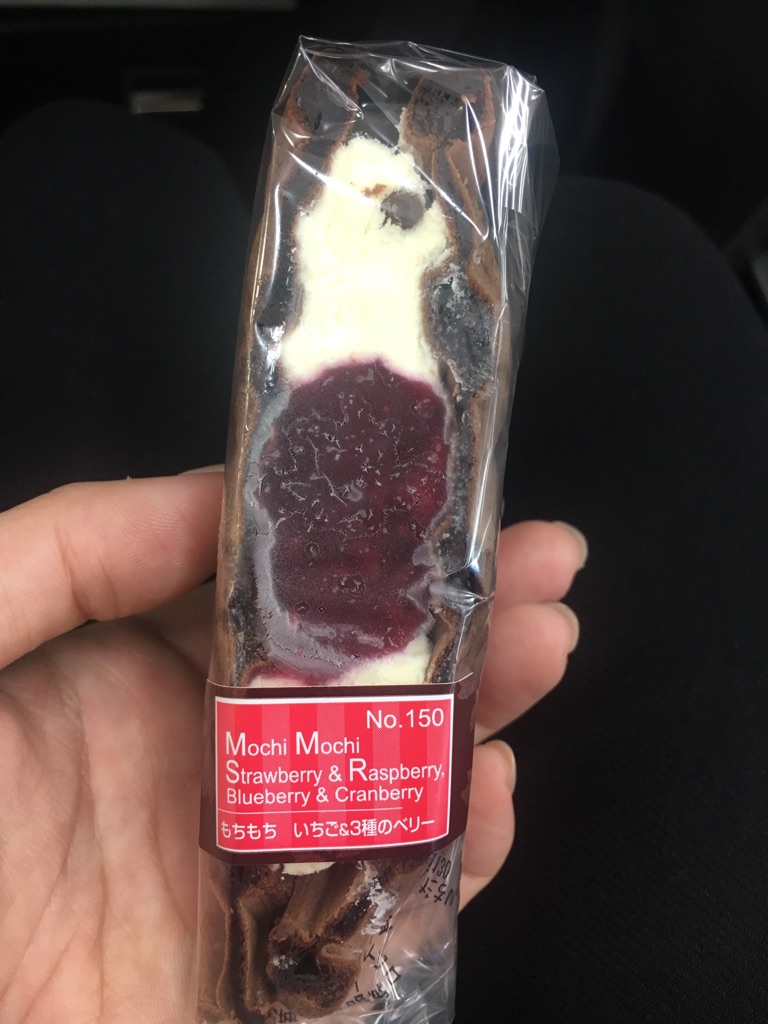 No.150
Mochi Mochi
Strawberry & Raspberry,
Blueberry & Cranberry
もちもち　いちご&3種のベリー